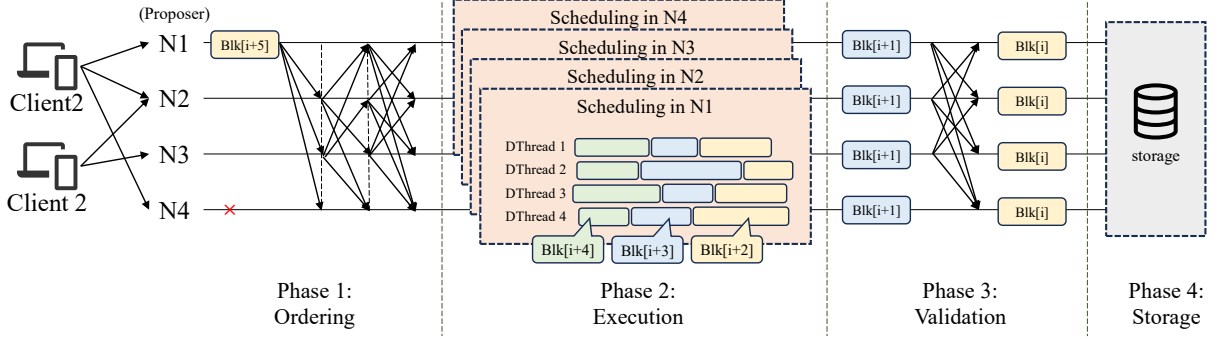 (Proposer)
N1
N2
N3
N4
Client2
Client 2
Blk[i+5]
Scheduling in N4
Scheduling in N3
Scheduling in N2
Scheduling in N1
DThread 1
DThread 2
DThread 3
DThread 4
Blk[i+4]
Blk[i+3]
Blk[i+2]
Blk[i+1]
Blk[i+1]
Blk[i+1]
Blk[i+1]
Blk[i]
Blk[i]
Blk[i]
Blk[i]
storage
Phase 1:
Ordering
Phase 2:
Execution
Phase 3:
Validation
Phase 4:
Storage